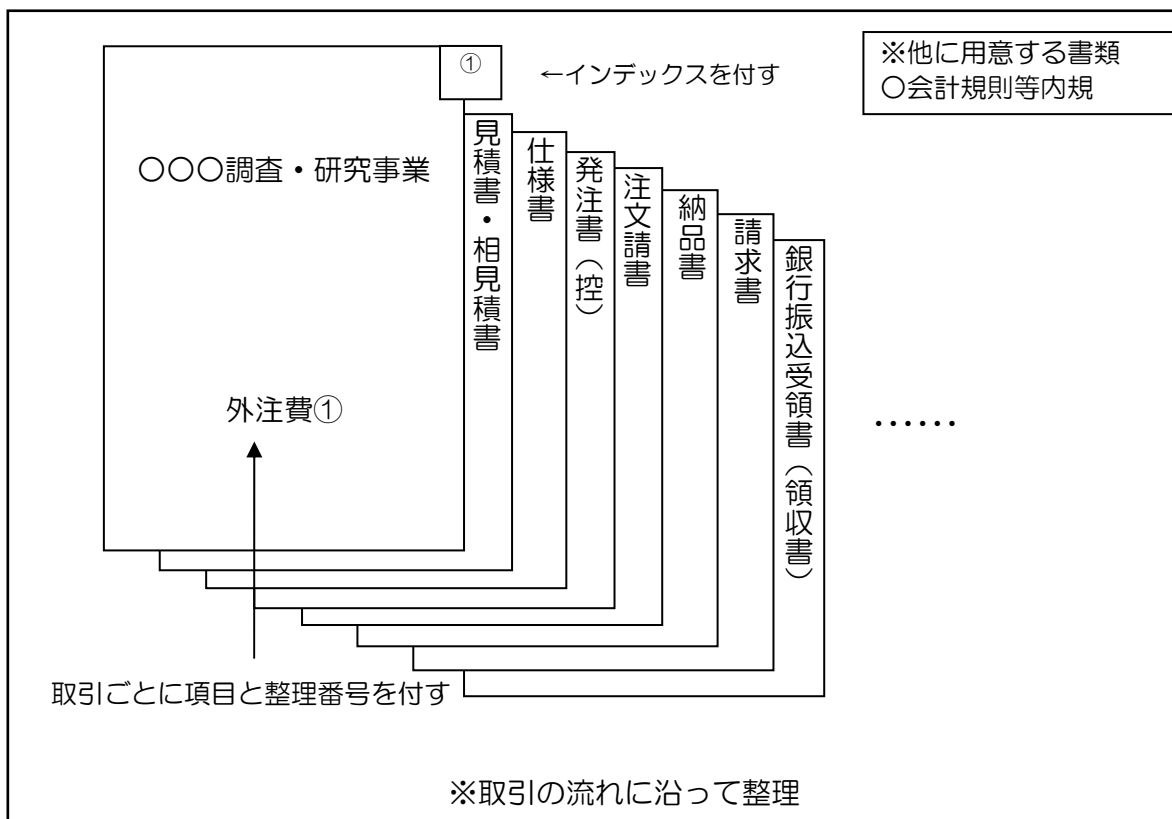 ※他に用意する書類
〇会計規則等内規
①
←インデックスを付す
〇〇〇調査・研究事業
見積書・相見積書
仕様書
発注書（控）
注文請書
納品書
請求書
銀行振込受領書（領収書）
……
外注費①
取引ごとに項目と整理番号を付す
※取引の流れに沿って整理